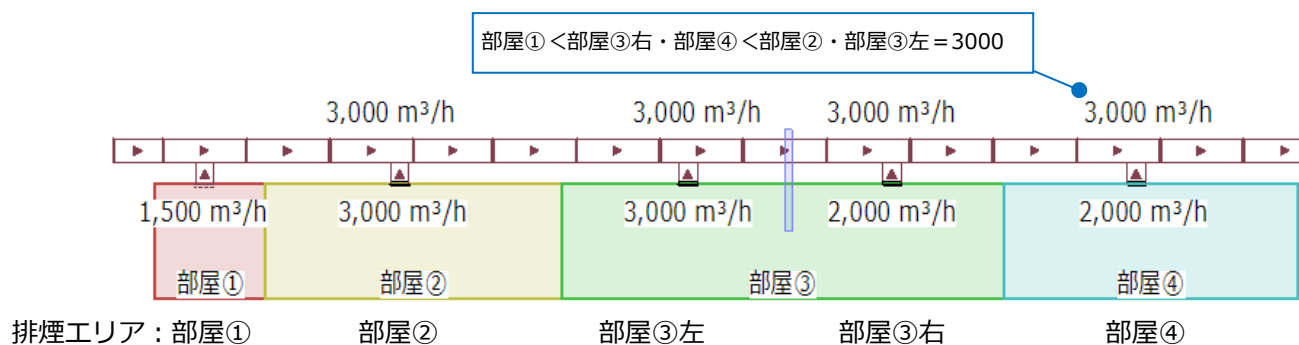 部屋①<部屋③右・部屋④<部屋②・部屋③左=3000
3,000 m³/h 3,000 m³/h 3,000 m³/h 3,000 m³/h
1,500 m³/h 3,000 m³/h 3,000 m³/h 2,000 m³/h 2,000 m³/h
部屋① 部屋② 部屋③ 部屋④
排煙エリア:部屋① 部屋② 部屋③左 部屋③右 部屋④